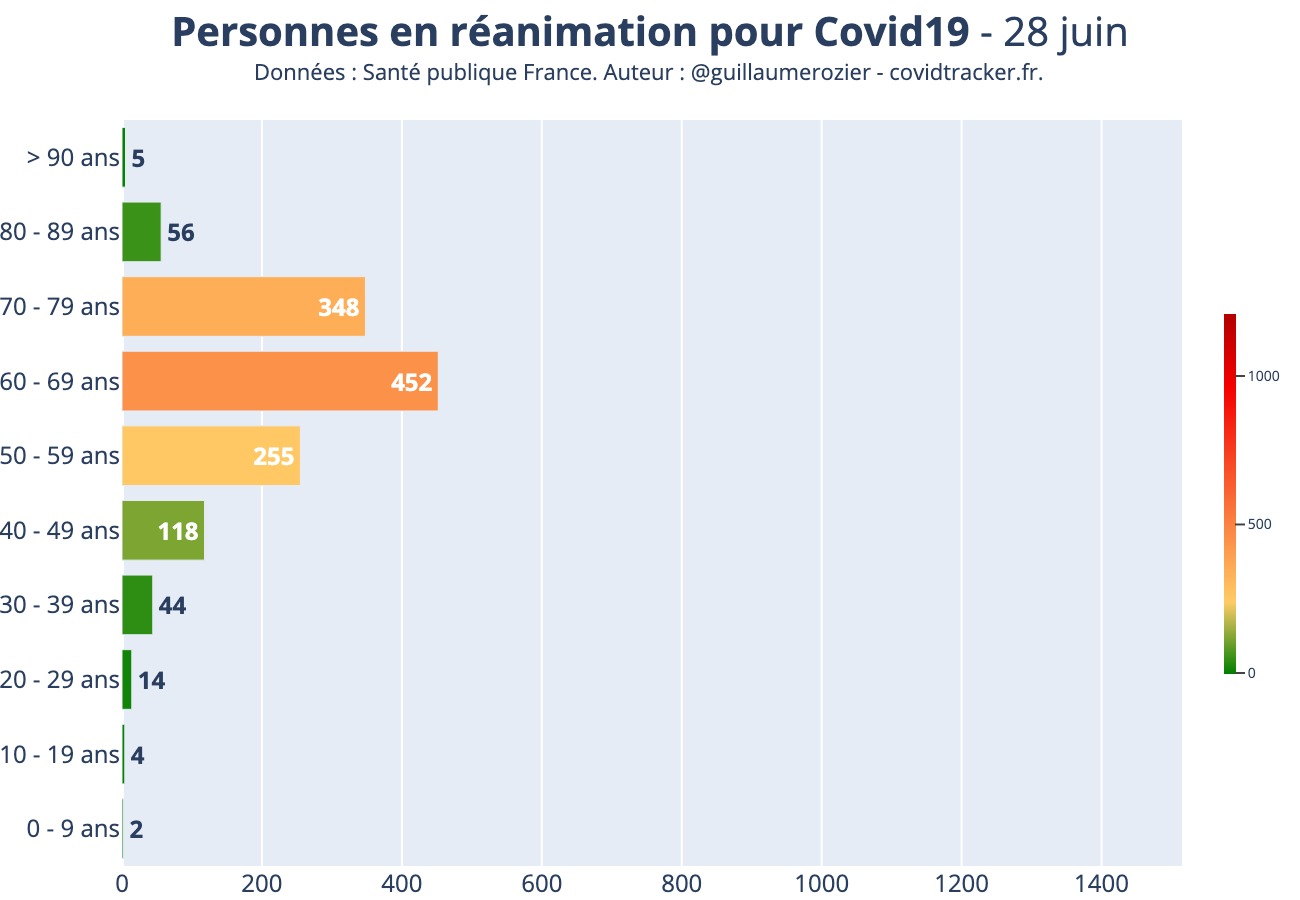 Personnes en réanimation pour Covid19 - 28 juin
Données : Santé publique France. Auteur : @guillaumerozier - covidtracker.fr.
> 90 ans 5
80 - 89 ans 56
70 - 79 ans 348
60 - 69 ans 452
50 - 59 ans 255
40 - 49 ans 118
30 - 39 ans 44
20 - 29 ans 14
10 - 19 ans 4
0 - 9 ans 2
0 200 400 600 800 1000 1200 1400
1000
500
0